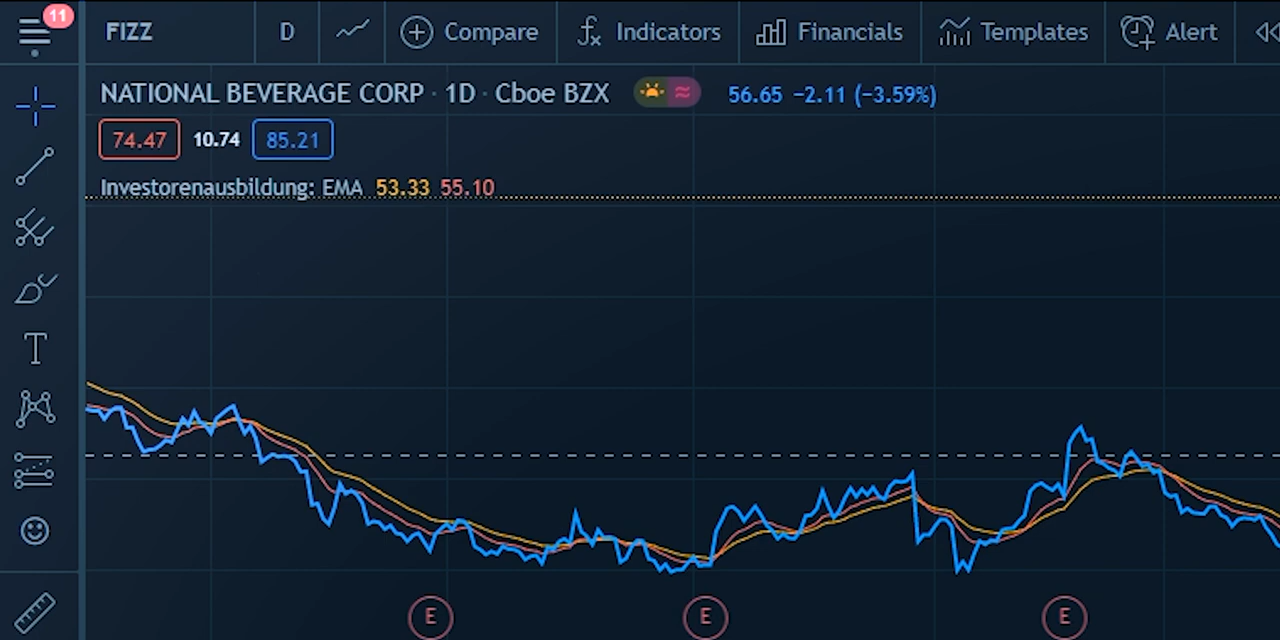 11
FIZZ D Compare Indicators Financials Templates Alert
NATIONAL BEVERAGE CORP · 1D · Cboe BZX 56.65 −2.11 (−3.59%)
74.47 10.74 85.21
Investorenausbildung: EMA 53.33 55.10
T
E E E